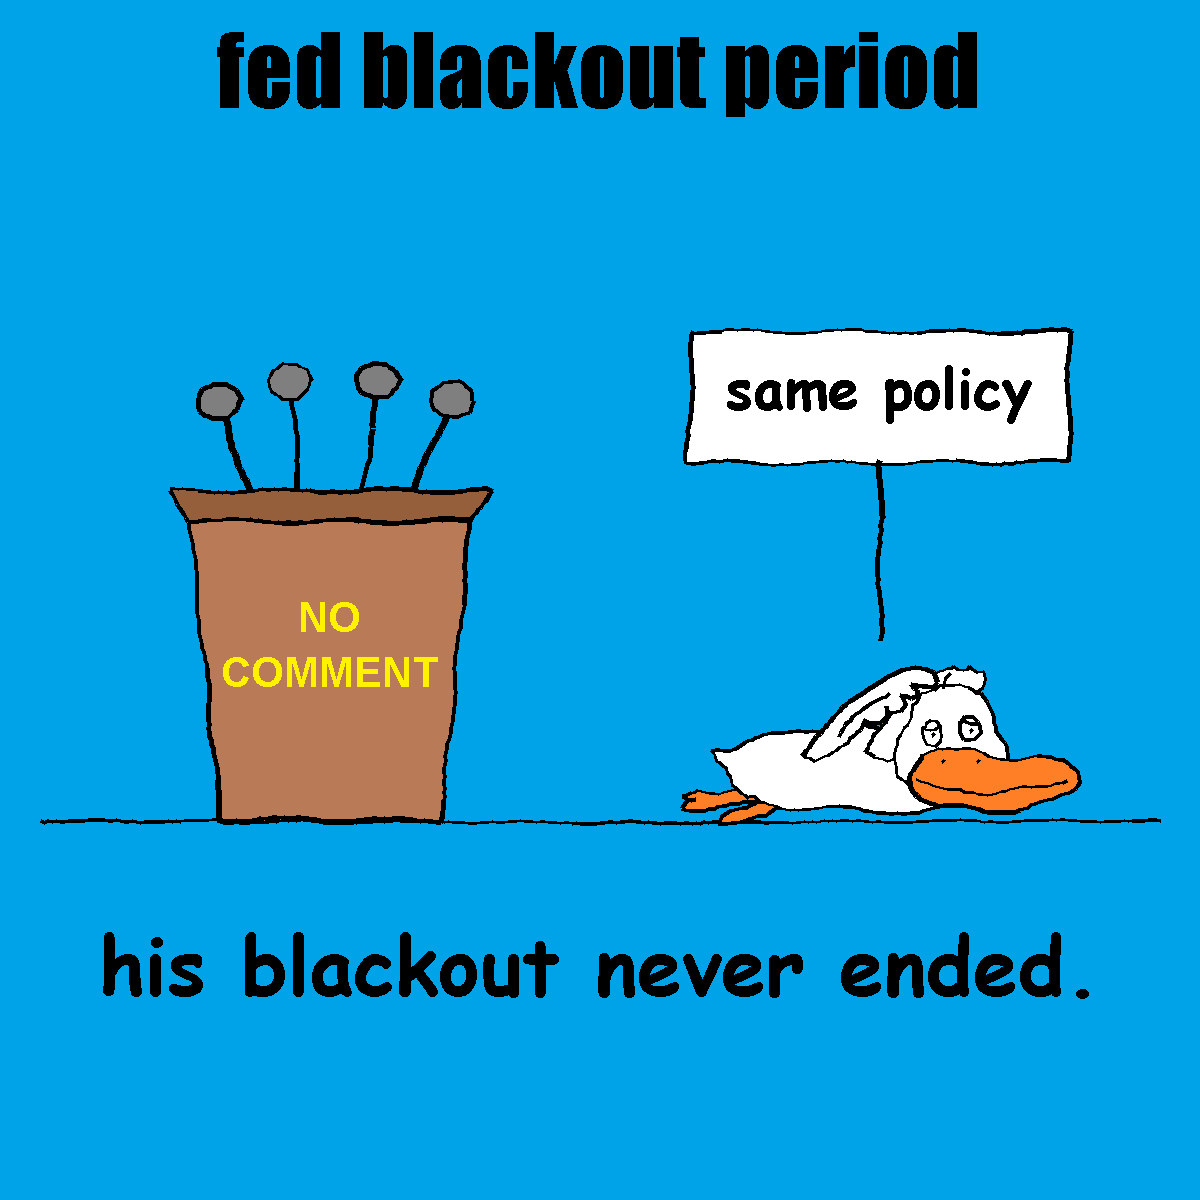 fed blackout period
same policy
NO
COMMENT
his blackout never ended.